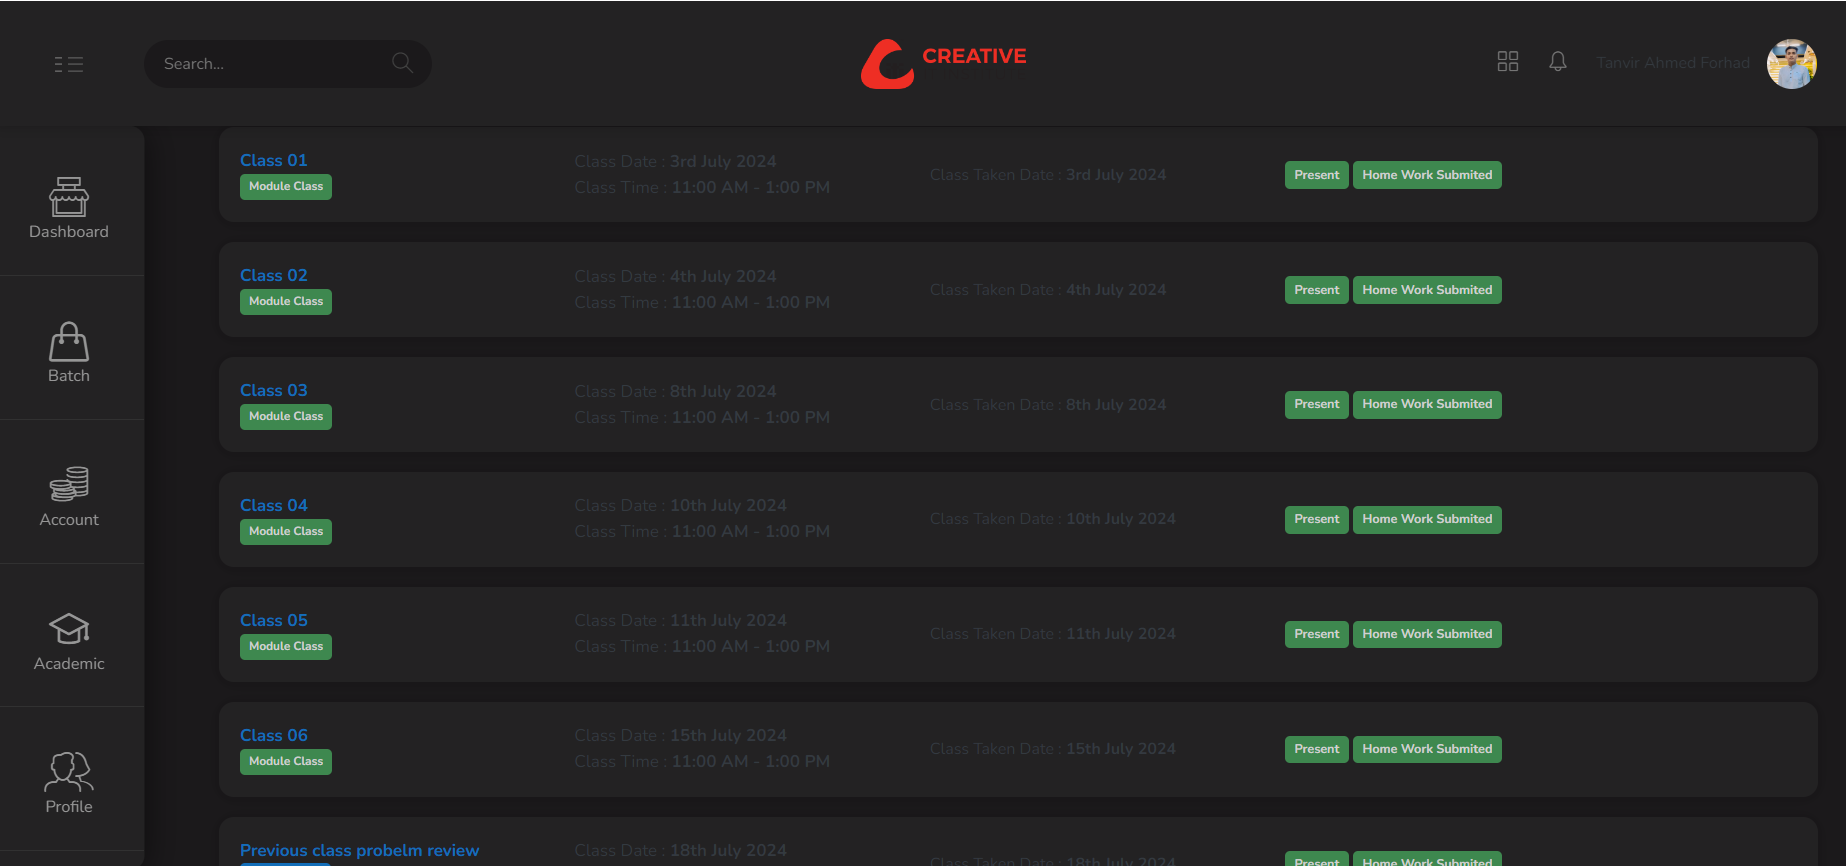 Search...
CREATIVE
Tanvir Ahmed Forhad
Dashboard
Batch
Account
Academic
Profile
Class 01
Module Class
Class Date : 3rd July 2024
Class Time : 11:00 AM - 1:00 PM
Class Taken Date : 3rd July 2024
Present
Home Work Submited
Class 02
Module Class
Class Date : 4th July 2024
Class Time : 11:00 AM - 1:00 PM
Class Taken Date : 4th July 2024
Present
Home Work Submited
Class 03
Module Class
Class Date : 8th July 2024
Class Time : 11:00 AM - 1:00 PM
Class Taken Date : 8th July 2024
Present
Home Work Submited
Class 04
Module Class
Class Date : 10th July 2024
Class Time : 11:00 AM - 1:00 PM
Class Taken Date : 10th July 2024
Present
Home Work Submited
Class 05
Module Class
Class Date : 11th July 2024
Class Time : 11:00 AM - 1:00 PM
Class Taken Date : 11th July 2024
Present
Home Work Submited
Class 06
Module Class
Class Date : 15th July 2024
Class Time : 11:00 AM - 1:00 PM
Class Taken Date : 15th July 2024
Present
Home Work Submited
Previous class probelm review
Class Date : 18th July 2024
Class Taken Date : 18th July 2024
Present
Home Work Submited